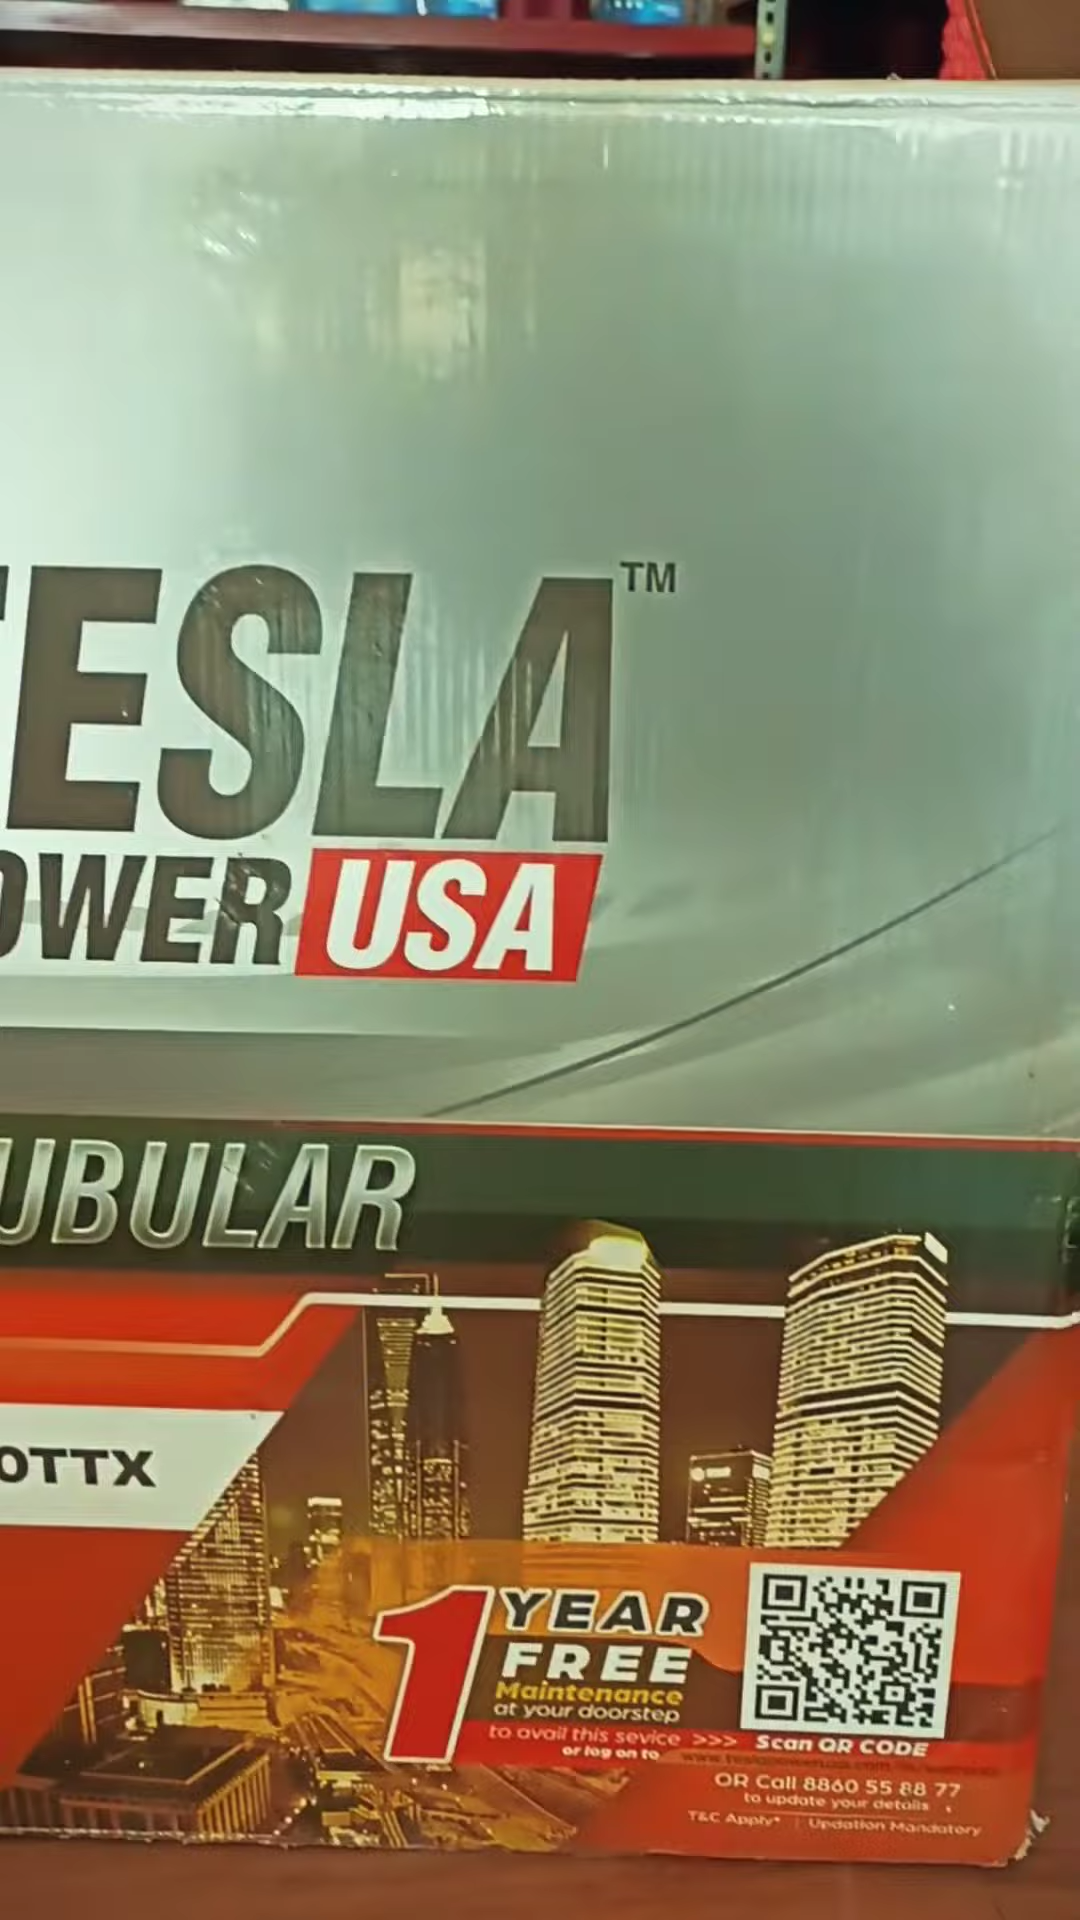 TESLA™
OWER USA
UBULAR
OTTX
1 YEAR
FREE
Maintenance
at your doorstep
to avail this sevice >>> Scan QR CODE
or log on to
OR Call 8860 55 88 77
to update your details
T&C Apply* | Updation Mandatory